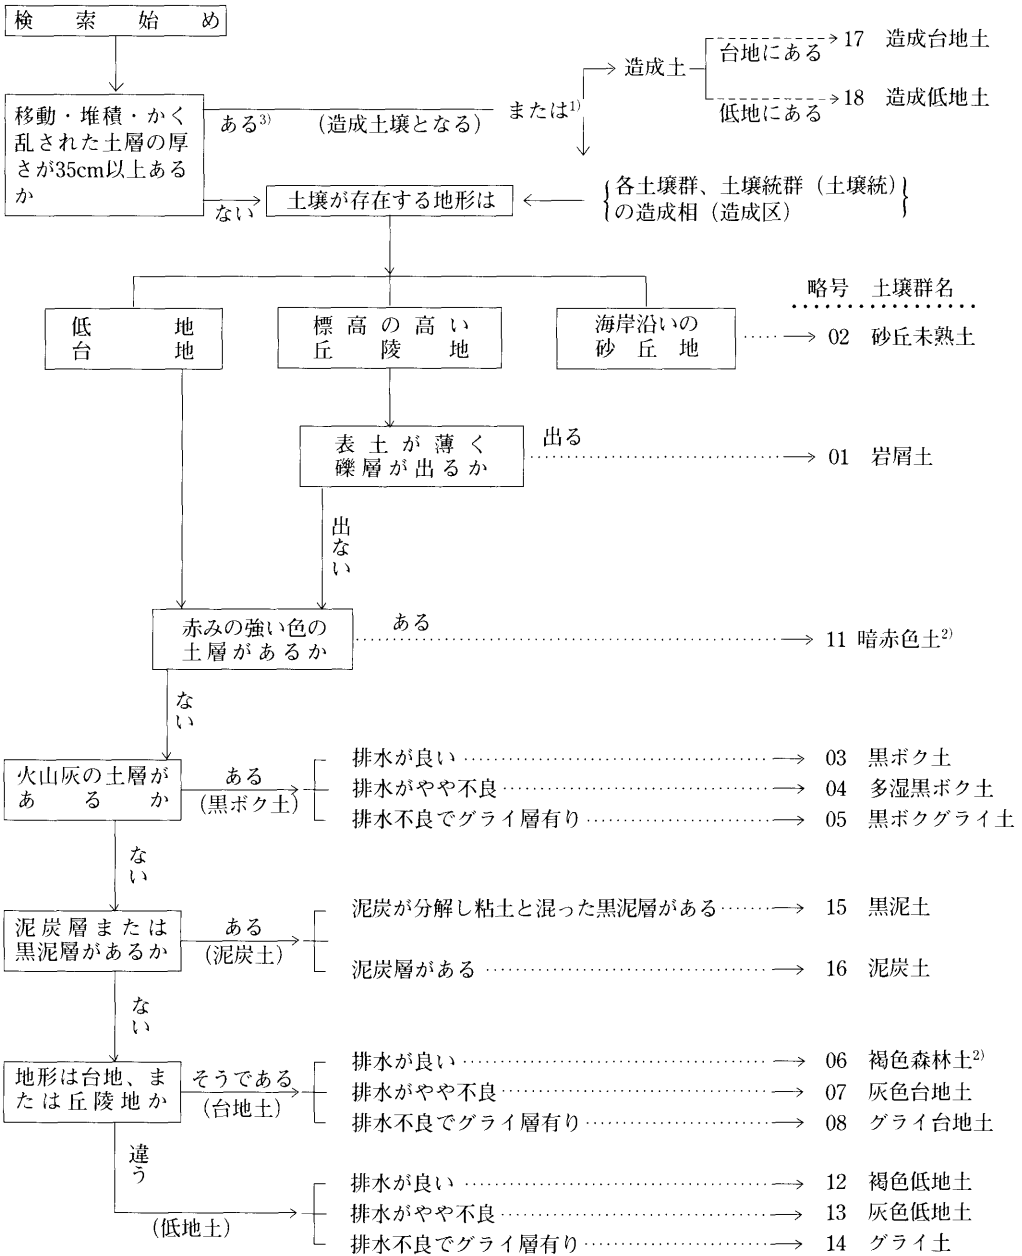 検索始め
移動・堆積・かく
乱された土層の厚
さが35cm以上ある
か
ある3)
(造成土壌となる)
または1)
造成土
台地にある
17 造成台地土
低地にある
18 造成低地土
ない
土壌が存在する地形は
各土壌群、土壌統群（土壌統）
の造成相（造成区）
略号 土壌群名
低地
台地
標高の高い
丘陵地
海岸沿いの
砂丘地
02 砂丘未熟土
表土が薄く
礫層が出るか
出る
01 岩屑土
出ない
赤みの強い色の
土層があるか
ある
11 暗赤色土2)
ない
火山灰の土層が
あるか
ある
(黒ボク土)
排水が良い
03 黒ボク土
排水がやや不良
04 多湿黒ボク土
排水不良でグライ層有り
05 黒ボクグライ土
ない
泥炭層または
黒泥層があるか
ある
(泥炭土)
泥炭が分解し粘土と混った黒泥層がある
15 黒泥土
泥炭層がある
16 泥炭土
ない
地形は台地、ま
たは丘陵地か
そうである
(台地土)
排水が良い
06 褐色森林土2)
排水がやや不良
07 灰色台地土
排水不良でグライ層有り
08 グライ台地土
違う
(低地土)
排水が良い
12 褐色低地土
排水がやや不良
13 灰色低地土
排水不良でグライ層有り
14 グライ土